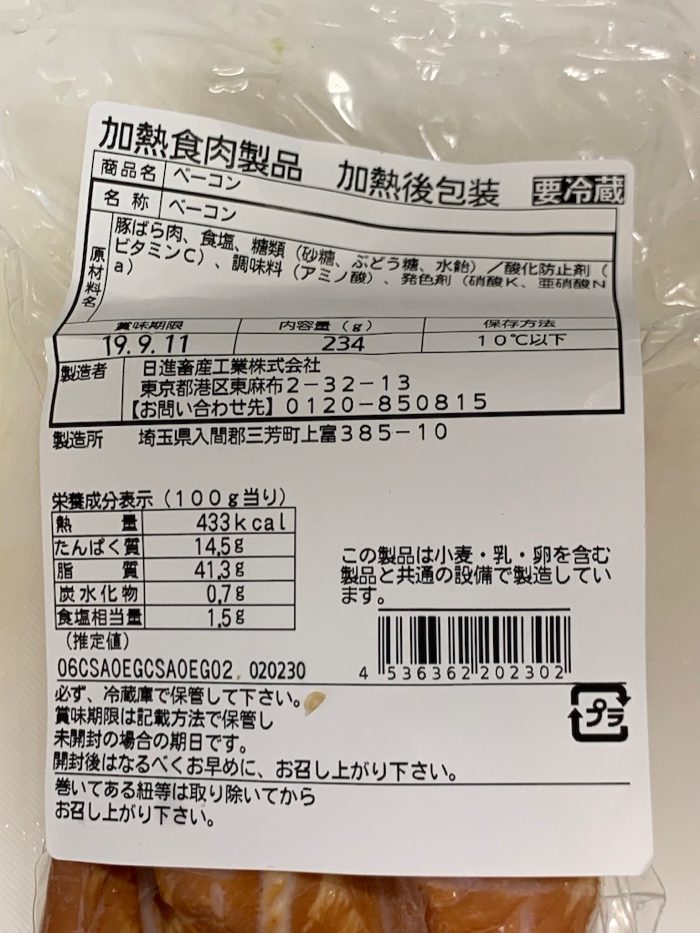 加熱食肉製品 加熱後包装 要冷蔵
商品名 ベーコン
名称 ベーコン
原材料名 豚ばら肉、食塩、糖類（砂糖、ぶどう糖、水飴）／酸化防止剤（
ビタミンＣ）、調味料（アミノ酸）、発色剤（硝酸Ｋ、亜硝酸Ｎ
ａ）
賞味期限 内容量（ｇ） 保存方法
19.9.11 234 １０℃以下
製造者 日進畜産工業株式会社
東京都港区東麻布２－３２－１３
【お問い合わせ先】０１２０－８５０８１５
製造所 埼玉県入間郡三芳町上富３８５－１０
栄養成分表示（１００ｇ当り）
熱量 433ｋｃａｌ
たんぱく質 14.5ｇ
脂質 41.3ｇ
炭水化物 0.7ｇ
食塩相当量 1.5ｇ
（推定値）
この製品は小麦・乳・卵を含む
製品と共通の設備で製造してい
ます。
06CSA0EGCSA0EG02 020230
4 536362 202302
必ず、冷蔵庫で保管して下さい。
賞味期限は記載方法で保管し
未開封の場合の期日です。
開封後はなるべくお早めに、お召し上がり下さい。
プラ
巻いてある紐等は取り除いてから
お召し上がり下さい。